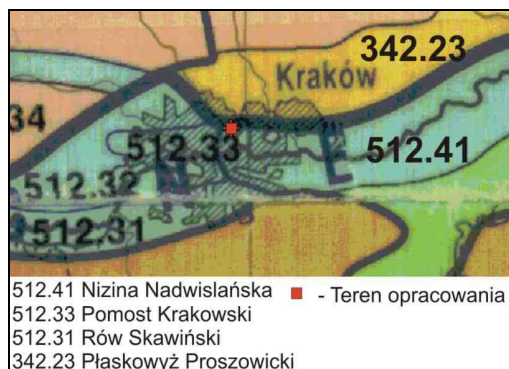 342.23
Kraków
34
512.33
512.41
512.32
512.31
512.41 Nizina Nadwislańska
- Teren opracowania
512.33 Pomost Krakowski
512.31 Rów Skawiński
342.23 Płaskowyż Proszowicki